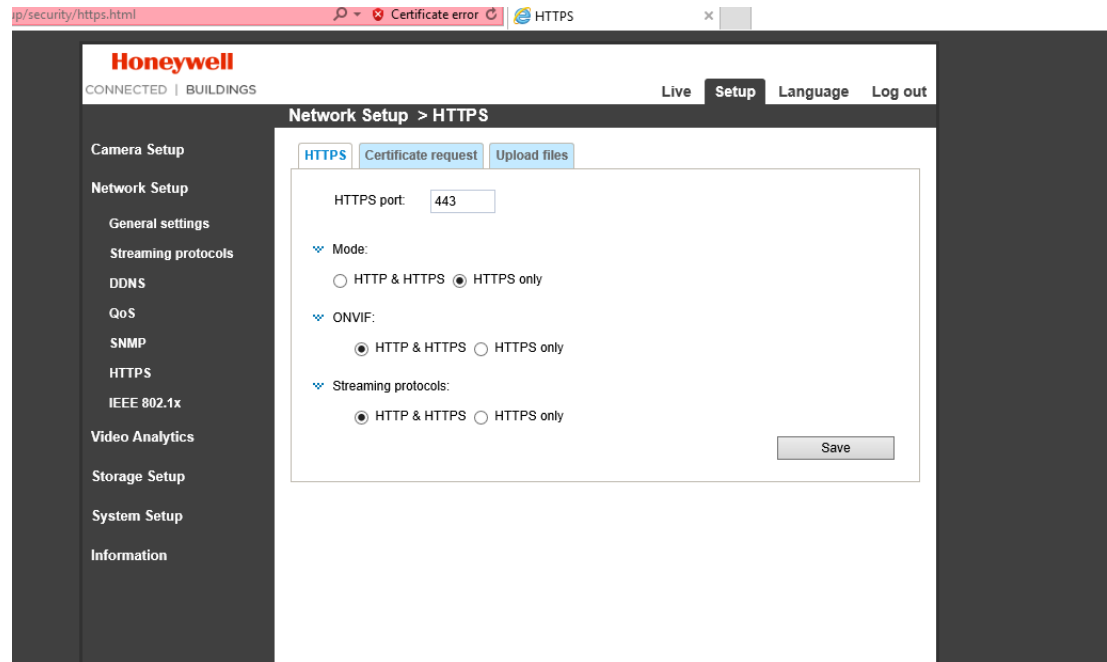 up/security/https.html Certificate error HTTPS
Honeywell
CONNECTED | BUILDINGS
Live Setup Language Log out
Network Setup > HTTPS
Camera Setup
Network Setup
General settings
Streaming protocols
DDNS
QoS
SNMP
HTTPS
IEEE 802.1x
Video Analytics
Storage Setup
System Setup
Information
HTTPS Certificate request Upload files
HTTPS port: 443
Mode:
HTTP & HTTPS HTTPS only
ONVIF:
HTTP & HTTPS HTTPS only
Streaming protocols:
HTTP & HTTPS HTTPS only
Save